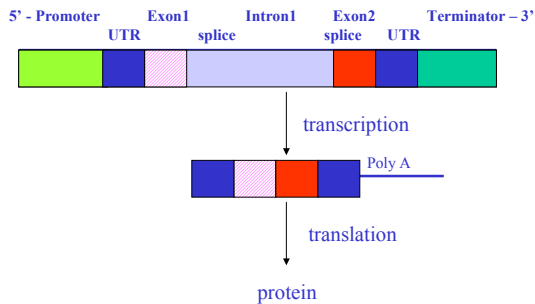 5' - Promoter Exon1 Intron1 Exon2 Terminator – 3'
UTR splice splice UTR
transcription
Poly A
translation
protein